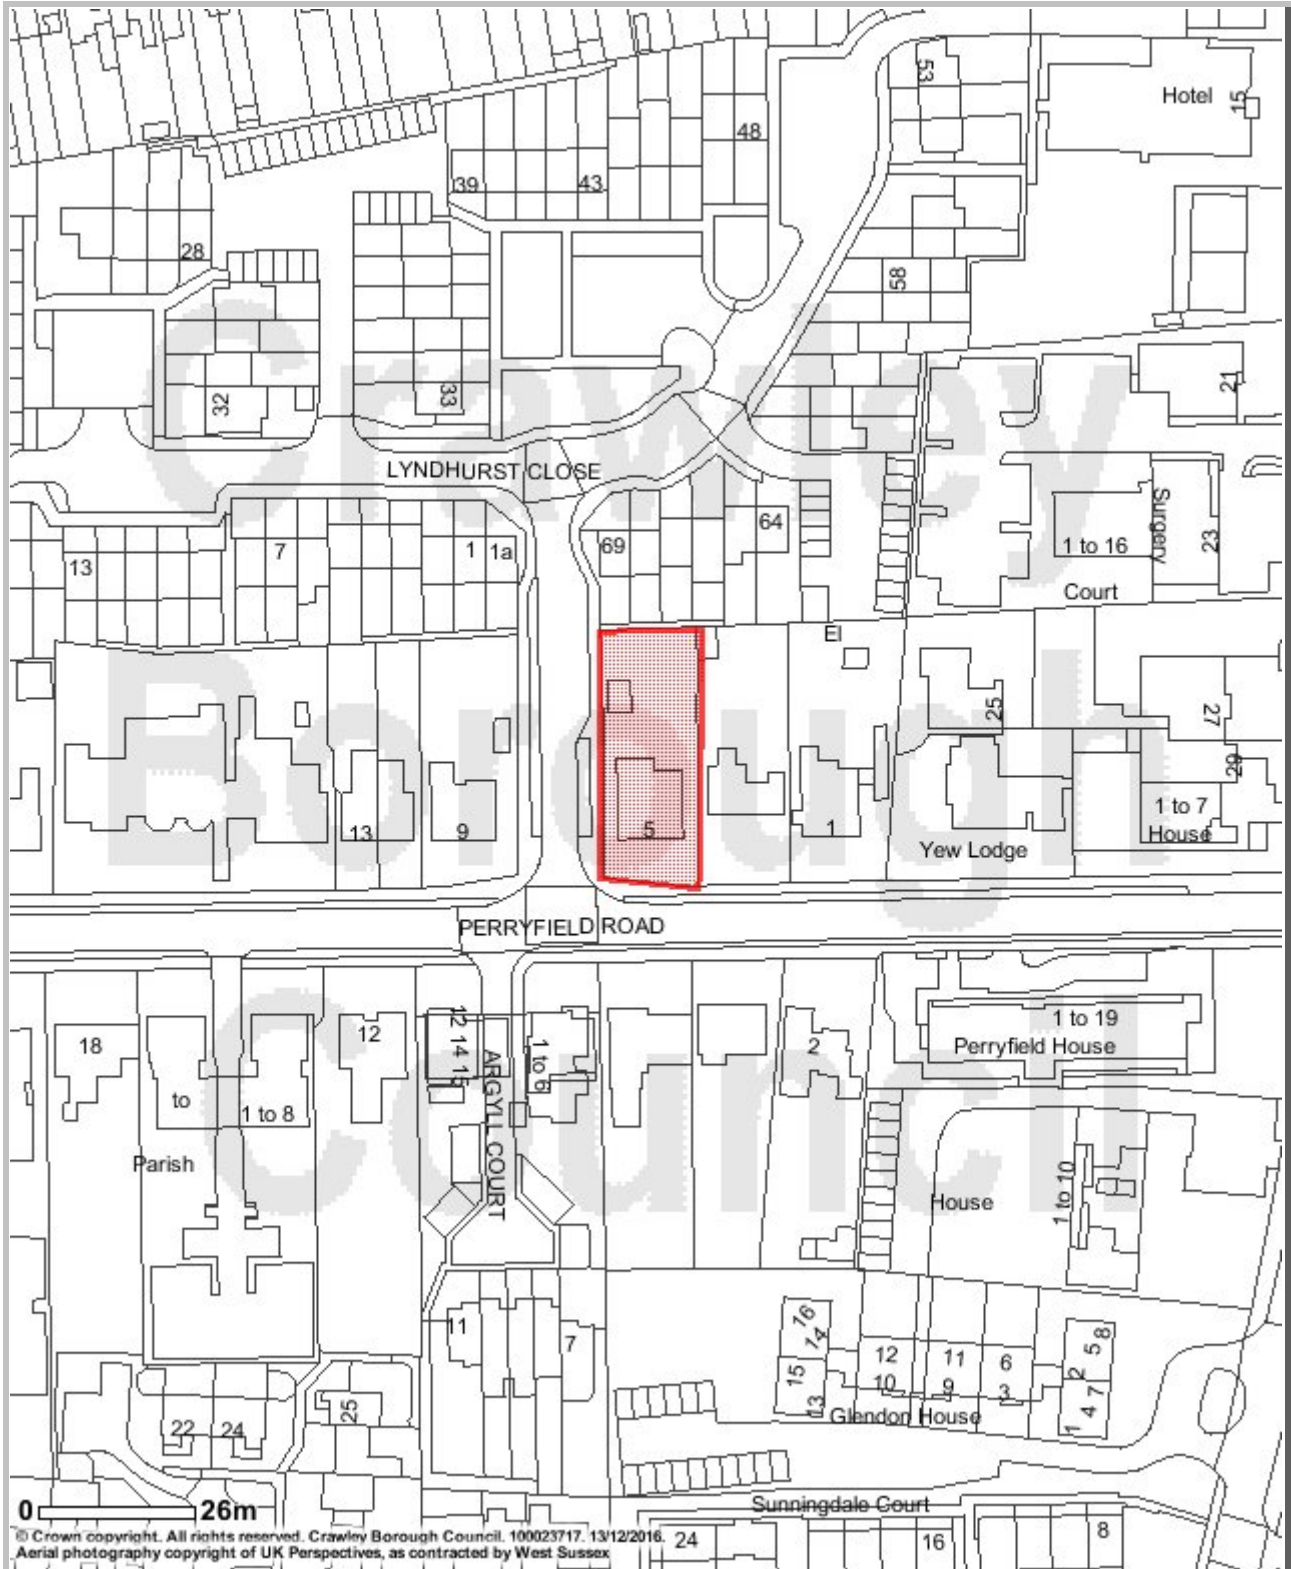 53
Hotel
15
48
39
43
28
58
32
33
21
LYNDHURST CLOSE
Surgery
23
64
69
1 to 16
13
7
1
1a
Court
El
25
27
29
5
13
9
1
1 to 7
House
Yew Lodge
PERRYFIELD ROAD
Crawley
Borough
Council
12
12 14 15
1 to 6
2
1 to 19
Perryfield House
18
to
1 to 8
ARGYLL COURT
Parish
House
1 to 10
11
7
16
14
15
13
12
10
11
9
6
3
8
5
2
7
4
1
Glendon House
22
24
25
0 26m
Sunningdale Court
24
16
8
© Crown copyright. All rights reserved. Crawley Borough Council. 100023717. 13/12/2016.
Aerial photography copyright of UK Perspectives, as contracted by West Sussex